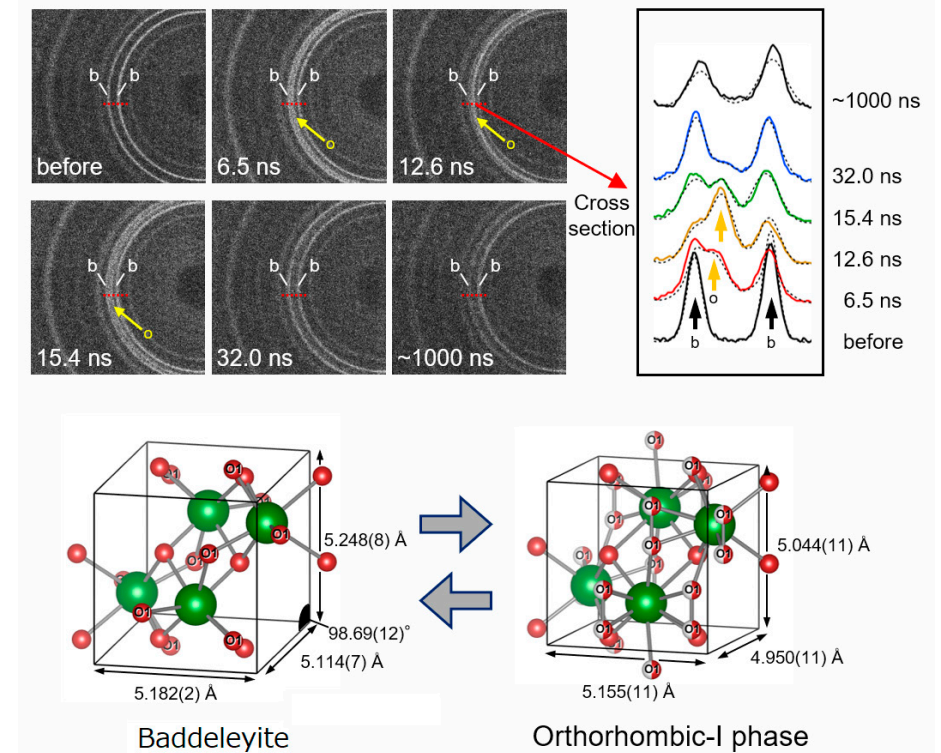 b b
before
b b
o
6.5 ns
b b
o
12.6 ns
b b
o
15.4 ns
b b
32.0 ns
b b
~1000 ns
Cross
section
~1000 ns
32.0 ns
15.4 ns
12.6 ns
6.5 ns
before
o
b b
O1
O1
O1
O1
O1
O1
O1
O1
5.248(8) Å
98.69(12)°
5.114(7) Å
5.182(2) Å
Baddeleyite
O1
O1
O1
O1
O1
O1
O1
O1
O1
O1
O1
O1
O1
5.044(11) Å
4.950(11) Å
5.155(11) Å
Orthorhombic-I phase